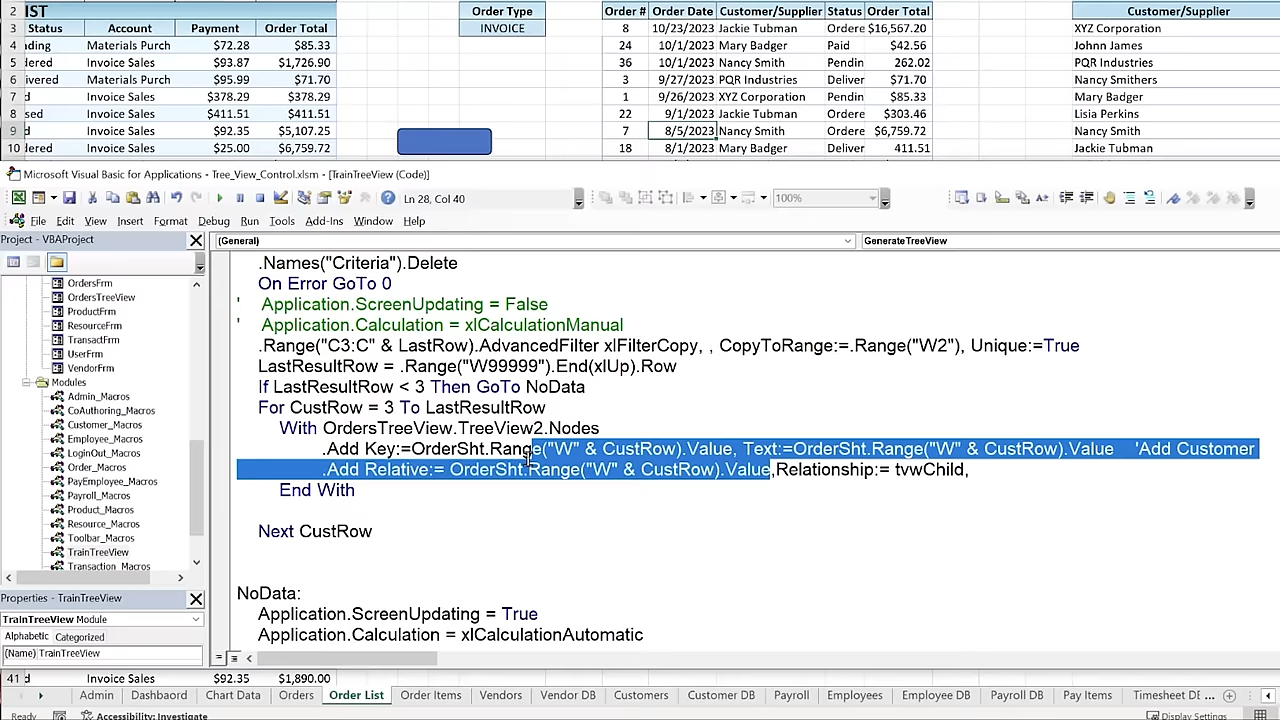 2 IST Order Type Order # Order Date Customer/Supplier Status Order Total Customer/Supplier
3 Status Account Payment Order Total INVOICE 8 10/23/2023 Jackie Tubman Ordere $16,567.20 XYZ Corporation
4 nding Materials Purch $72.28 $85.33 24 10/1/2023 Mary Badger Paid $42.56 Johnn James
5 dered Invoice Sales $93.87 $1,726.90 36 10/1/2023 Nancy Smith Pendin 262.02 PQR Industries
6 ivered Materials Purch $95.99 $71.70 3 9/27/2023 PQR Industries Deliver $71.70 Nancy Smithers
7 Invoice Sales $378.29 $378.29 1 9/26/2023 XYZ Corporation Pendin $85.33 Mary Badger
8 used Invoice Sales $411.51 $411.51 22 9/1/2023 Jackie Tubman Ordere $303.46 Lisia Perkins
9 d Invoice Sales $92.35 $5,107.25 7 8/5/2023 Nancy Smith Ordere $6,759.72 Nancy Smith
10 dered Invoice Sales $25.00 $6,759.72 18 8/1/2023 Mary Badger Deliver 411.51 Jackie Tubman
Microsoft Visual Basic for Applications - Tree_View_Control.xlsm - [TrainTreeView (Code)]
Ln 28, Col 40 100%
File Edit View Insert Format Debug Run Tools Add-Ins Window Help
Project - VBAProject
(General) GenerateTreeView
OrdersFrm
OrdersTreeView
ProductFrm
ResourceFrm
TransactFrm
UserFrm
VendorFrm
Modules
Admin_Macros
CoAuthoring_Macros
Customer_Macros
Employee_Macros
LoginOut_Macros
Order_Macros
PayEmployee_Macros
Payroll_Macros
Product_Macros
Resource_Macros
Toolbar_Macros
TrainTreeView
Transaction_Macros
Properties - TrainTreeView
TrainTreeView Module
Alphabetic Categorized
(Name) TrainTreeView
.Names("Criteria").Delete
On Error GoTo 0
' Application.ScreenUpdating = False
' Application.Calculation = xlCalculationManual
.Range("C3:C" & LastRow).AdvancedFilter xlFilterCopy, , CopyToRange:=.Range("W2"), Unique:=True
LastResultRow = .Range("W99999").End(xlUp).Row
If LastResultRow < 3 Then GoTo NoData
For CustRow = 3 To LastResultRow
With OrdersTreeView.TreeView2.Nodes
.Add Key:=OrderSht.Range("W" & CustRow).Value, Text:=OrderSht.Range("W" & CustRow).Value 'Add Customer
.Add Relative:= OrderSht.Range("W" & CustRow).Value,Relationship:= tvwChild,
End With
Next CustRow
NoData:
Application.ScreenUpdating = True
Application.Calculation = xlCalculationAutomatic
41 Invoice Sales $92.35 $1,890.00
Admin Dashbaord Chart Data Orders Order List Order Items Vendors Vendor DB Customers Customer DB Payroll Employees Employee DB Payroll DB Pay Items Timesheet DE ...
Ready Accessibility: Investigate Display Settings